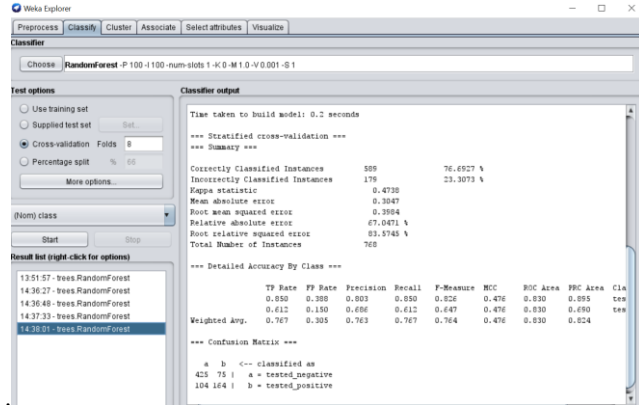 Weka Explorer
Preprocess Classify Cluster Associate Select attributes Visualize
Classifier
Choose RandomForest -P 100 -I 100 -num-slots 1 -K 0 -M 1.0 -V 0.001 -S 1
Test options
Use training set
Supplied test set Set...
Cross-validation Folds 8
Percentage split % 66
More options...
(Nom) class
Start Stop
Result list (right-click for options)
13:51:57 - trees.RandomForest
14:36:27 - trees.RandomForest
14:36:48 - trees.RandomForest
14:37:33 - trees.RandomForest
14:38:01 - trees.RandomForest
Classifier output
Time taken to build model: 0.2 seconds
=== Stratified cross-validation ===
=== Summary ===
Correctly Classified Instances 589 76.6927 %
Incorrectly Classified Instances 179 23.3073 %
Kappa statistic 0.4738
Mean absolute error 0.3047
Root mean squared error 0.3984
Relative absolute error 67.0471 %
Root relative squared error 83.5745 %
Total Number of Instances 768
=== Detailed Accuracy By Class ===
TP Rate FP Rate Precision Recall F-Measure MCC ROC Area PRC Area Cla
0.850 0.388 0.803 0.850 0.826 0.476 0.830 0.895 tes
0.612 0.150 0.686 0.612 0.647 0.476 0.830 0.690 tes
Weighted Avg. 0.767 0.305 0.763 0.767 0.764 0.476 0.830 0.824
=== Confusion Matrix ===
a b <-- classified as
425 75 | a = tested_negative
104 164 | b = tested_positive